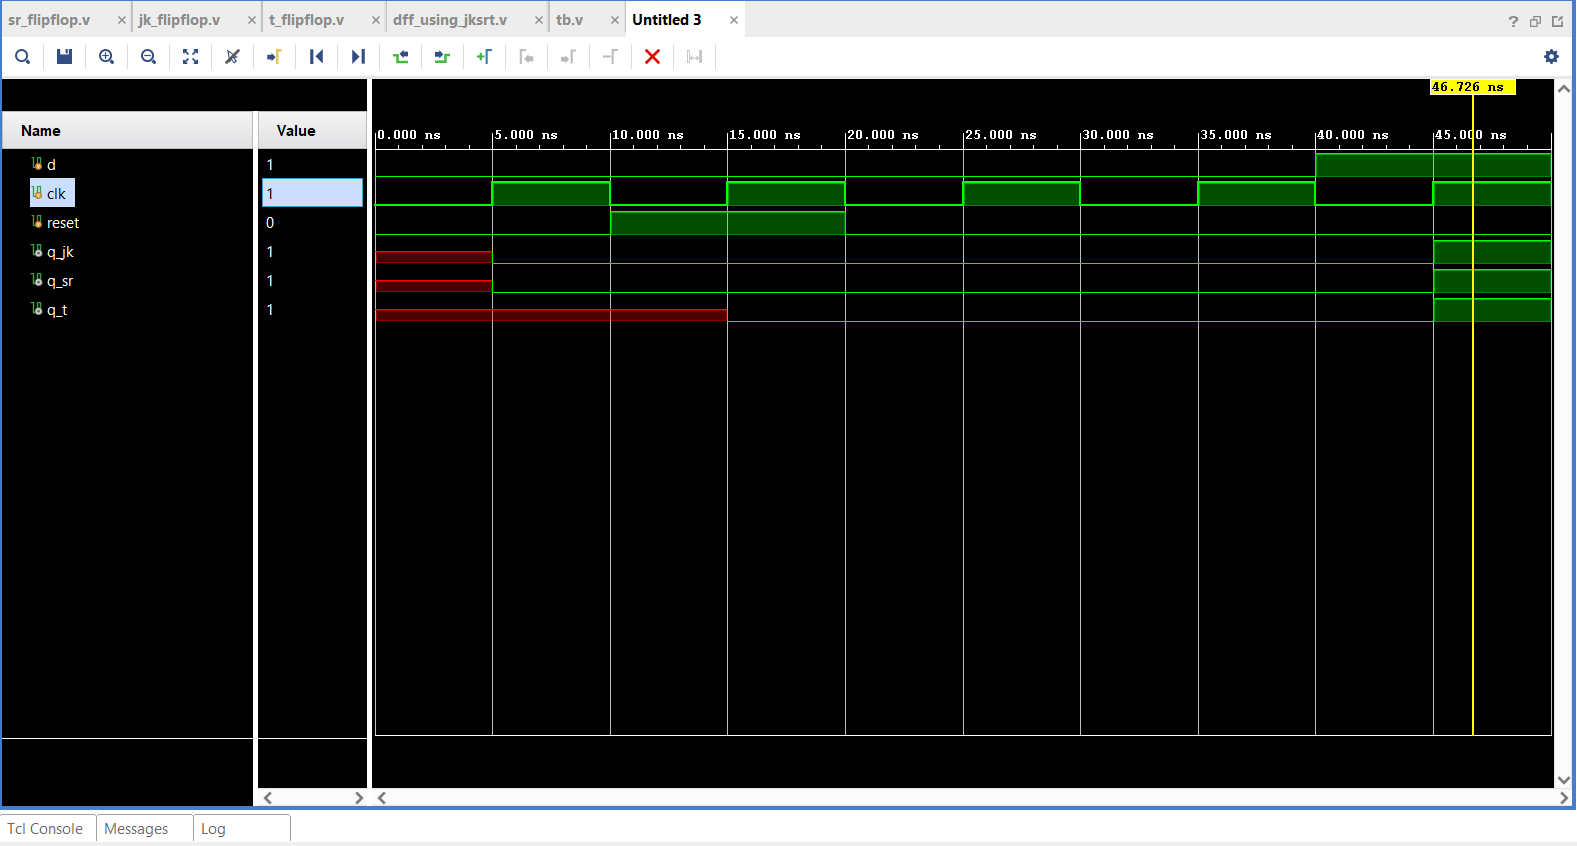 sr_flipflop.v × jk_flipflop.v × t_flipflop.v × dff_using_jksrt.v × tb.v × Untitled 3 ×
46.726 ns
Name Value
0.000 ns 5.000 ns 10.000 ns 15.000 ns 20.000 ns 25.000 ns 30.000 ns 35.000 ns 40.000 ns 45.000 ns
d 1
clk 1
reset 0
q_jk 1
q_sr 1
q_t 1
Tcl Console Messages Log